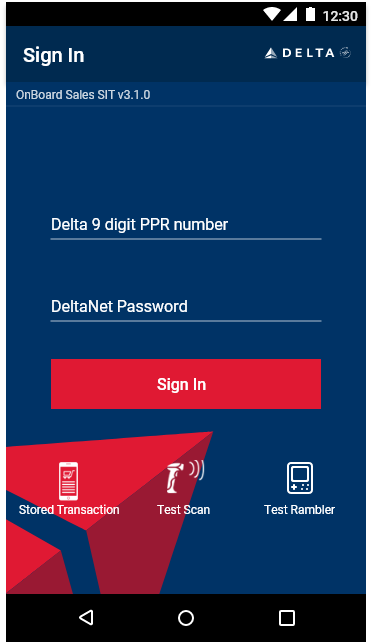 12:30
Sign In
DELTA
OnBoard Sales SIT v3.1.0
Delta 9 digit PPR number
DeltaNet Password
Sign In
Stored Transaction
Test Scan
Test Rambler